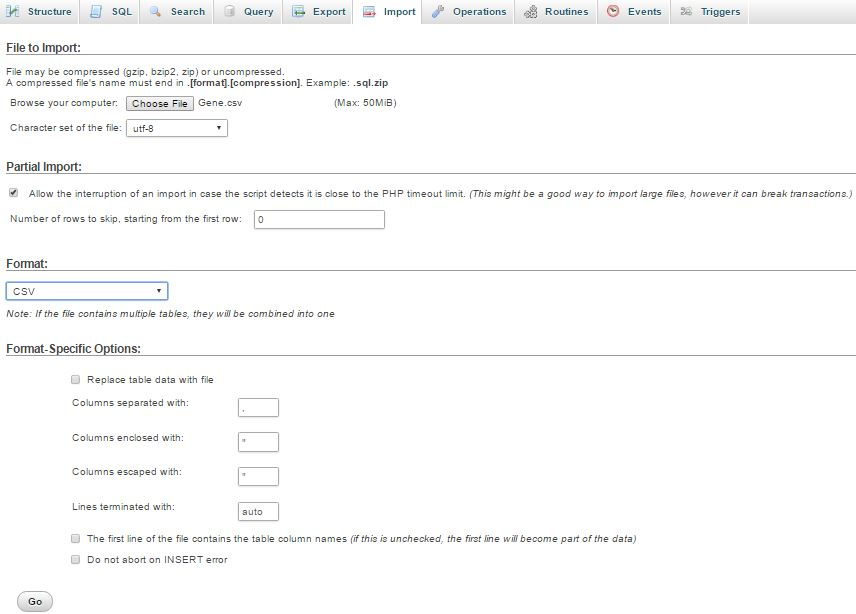 Structure SQL Search Query Export Import Operations Routines Events Triggers
File to Import:
File may be compressed (gzip, bzip2, zip) or uncompressed.
A compressed file's name must end in .[format].[compression]. Example: .sql.zip
Browse your computer: Choose File Gene.csv (Max: 50MiB)
Character set of the file: utf-8
Partial Import:
Allow the interruption of an import in case the script detects it is close to the PHP timeout limit. (This might be a good way to import large files, however it can break transactions.)
Number of rows to skip, starting from the first row: 0
Format:
CSV
Note: If the file contains multiple tables, they will be combined into one
Format-Specific Options:
Replace table data with file
Columns separated with: ,
Columns enclosed with: "
Columns escaped with: "
Lines terminated with: auto
The first line of the file contains the table column names (if this is unchecked, the first line will become part of the data)
Do not abort on INSERT error
Go